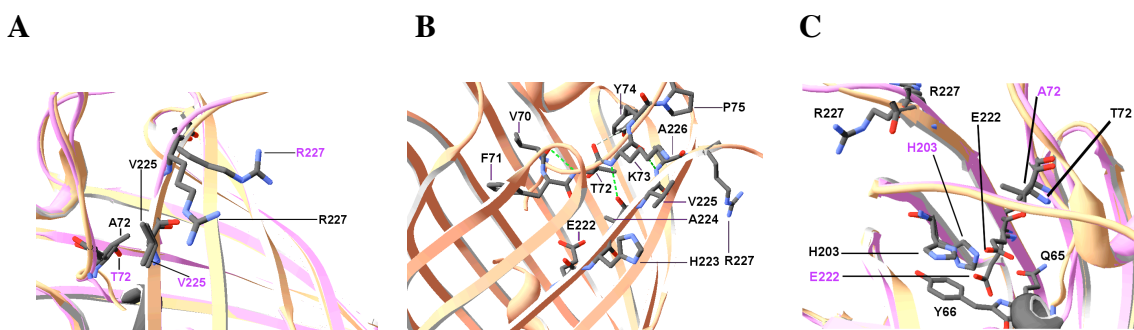 A
B
C
V225
R227
R227
A72
T72
V225
Y74
V70
P75
A226
F71
T72
K73
V225
A224
E222
H223
R227
R227
R227
A72
E222
T72
H203
H203
Q65
E222
Y66